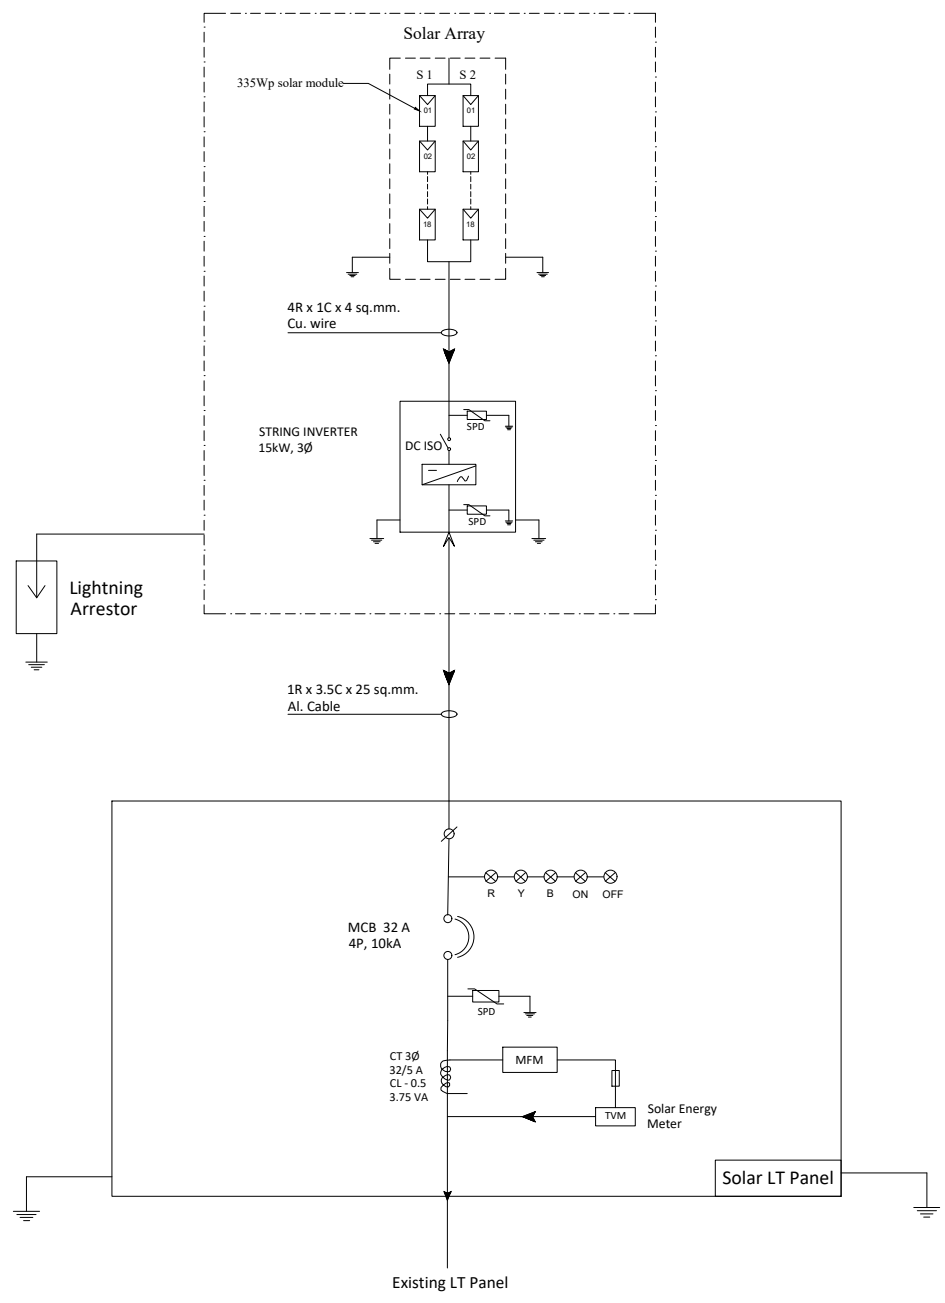 Solar Array
S 1 S 2
335Wp solar module
01 01
02 02
18 18
4R x 1C x 4 sq.mm.
Cu. wire
SPD
STRING INVERTER
15kW, 3Ø
DC ISO
SPD
Lightning
Arrestor
1R x 3.5C x 25 sq.mm.
Al. Cable
R Y B ON OFF
MCB 32 A
4P, 10kA
SPD
CT 3Ø
32/5 A
CL - 0.5
3.75 VA
MFM
TVM
Solar Energy
Meter
Solar LT Panel
Existing LT Panel